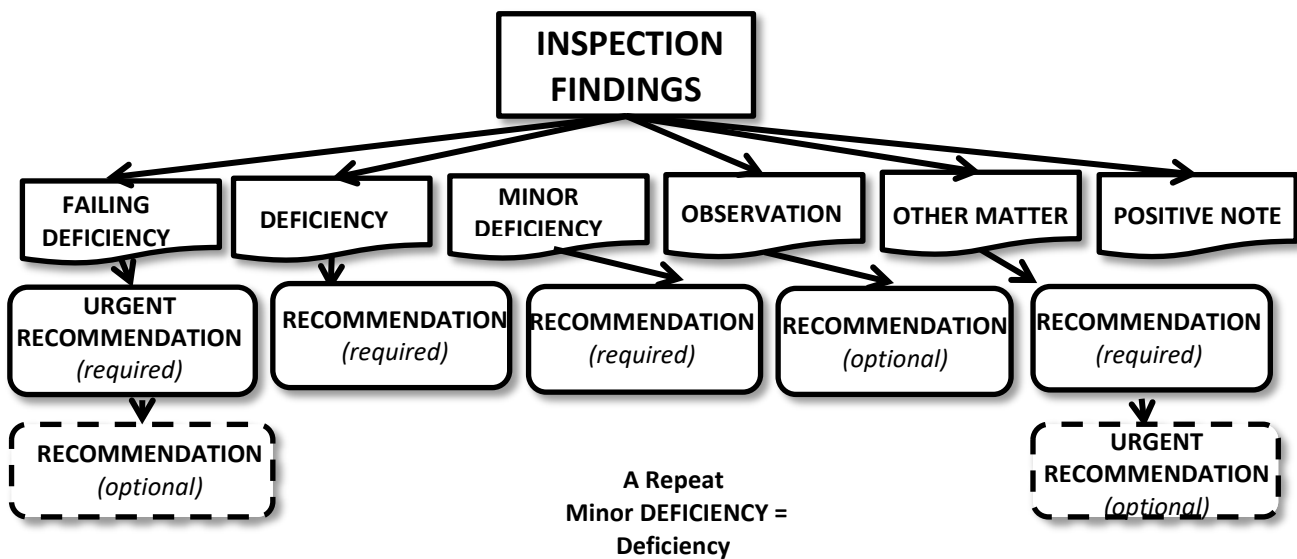 INSPECTION
FINDINGS
FAILING
DEFICIENCY
DEFICIENCY
MINOR
DEFICIENCY
OBSERVATION
OTHER MATTER
POSITIVE NOTE
URGENT
RECOMMENDATION
(required)
RECOMMENDATION
(required)
RECOMMENDATION
(required)
RECOMMENDATION
(optional)
RECOMMENDATION
(required)
RECOMMENDATION
(optional)
URGENT
RECOMMENDATION
(optional)
A Repeat
Minor DEFICIENCY =
Deficiency